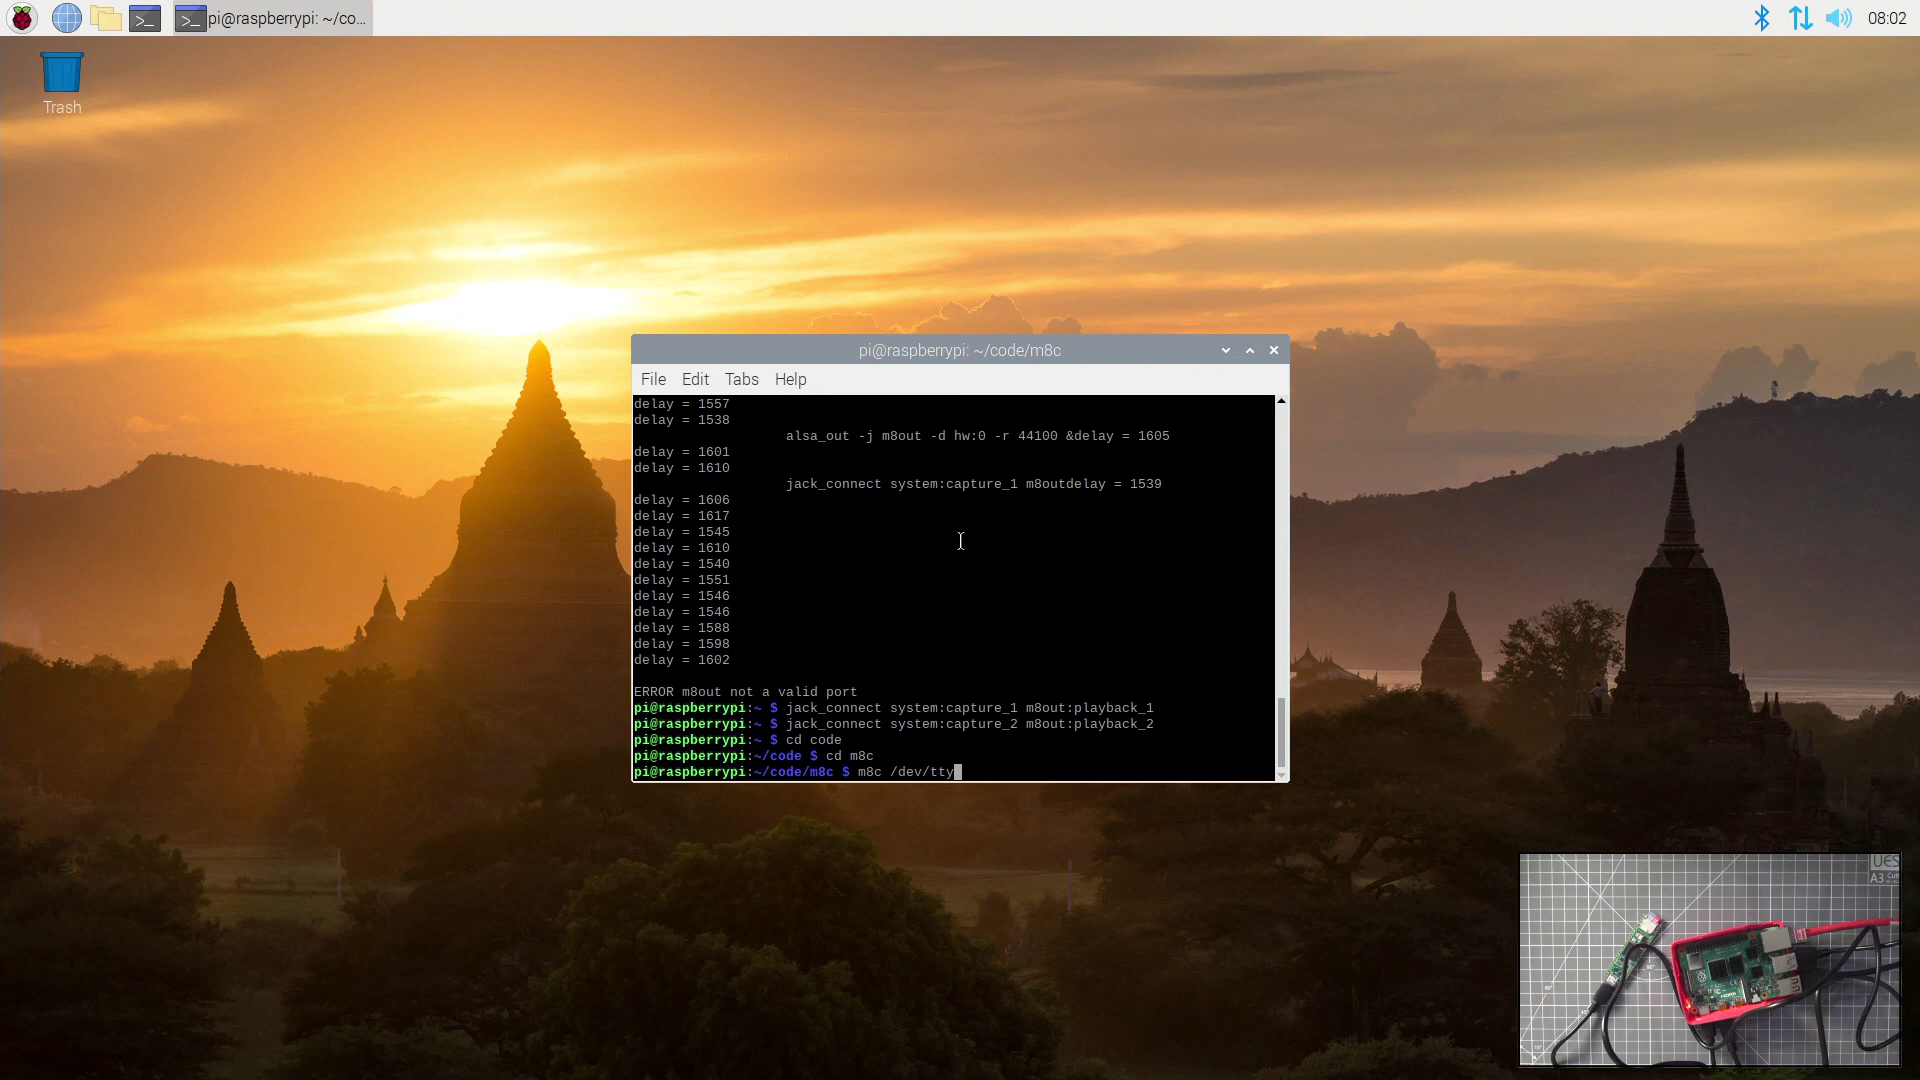 pi@raspberrypi: ~/co...
08:02
Trash
pi@raspberrypi: ~/code/m8c
File Edit Tabs Help
delay = 1557
delay = 1538
alsa_out -j m8out -d hw:0 -r 44100 &delay = 1605
delay = 1601
delay = 1610
jack_connect system:capture_1 m8outdelay = 1539
delay = 1606
delay = 1617
delay = 1545
delay = 1610
delay = 1540
delay = 1551
delay = 1546
delay = 1546
delay = 1588
delay = 1598
delay = 1602
ERROR m8out not a valid port
pi@raspberrypi:~ $ jack_connect system:capture_1 m8out:playback_1
pi@raspberrypi:~ $ jack_connect system:capture_2 m8out:playback_2
pi@raspberrypi:~ $ cd code
pi@raspberrypi:~/code $ cd m8c
pi@raspberrypi:~/code/m8c $ m8c /dev/tty
UES
A3